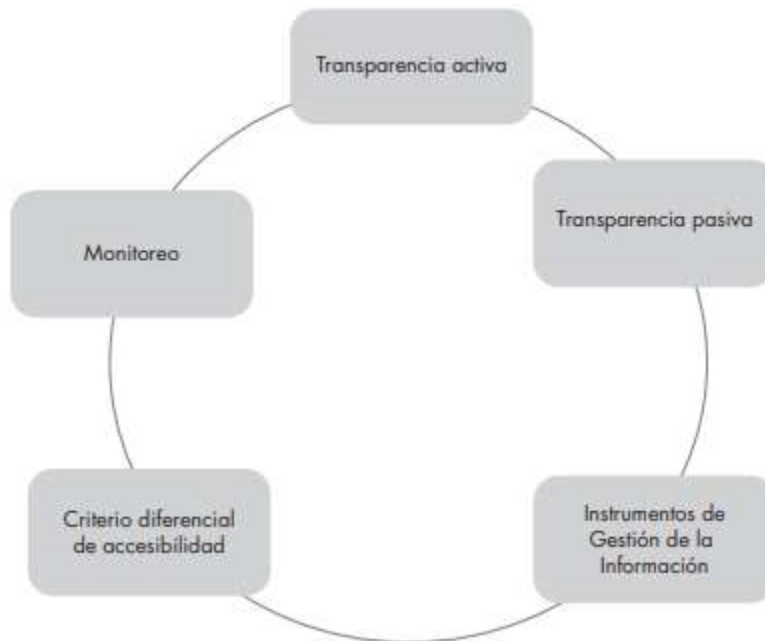 Transparencia activa
Transparencia pasiva
Monitoreo
Criterio diferencial
de accesibilidad
Instrumentos de
Gestión de la
Información